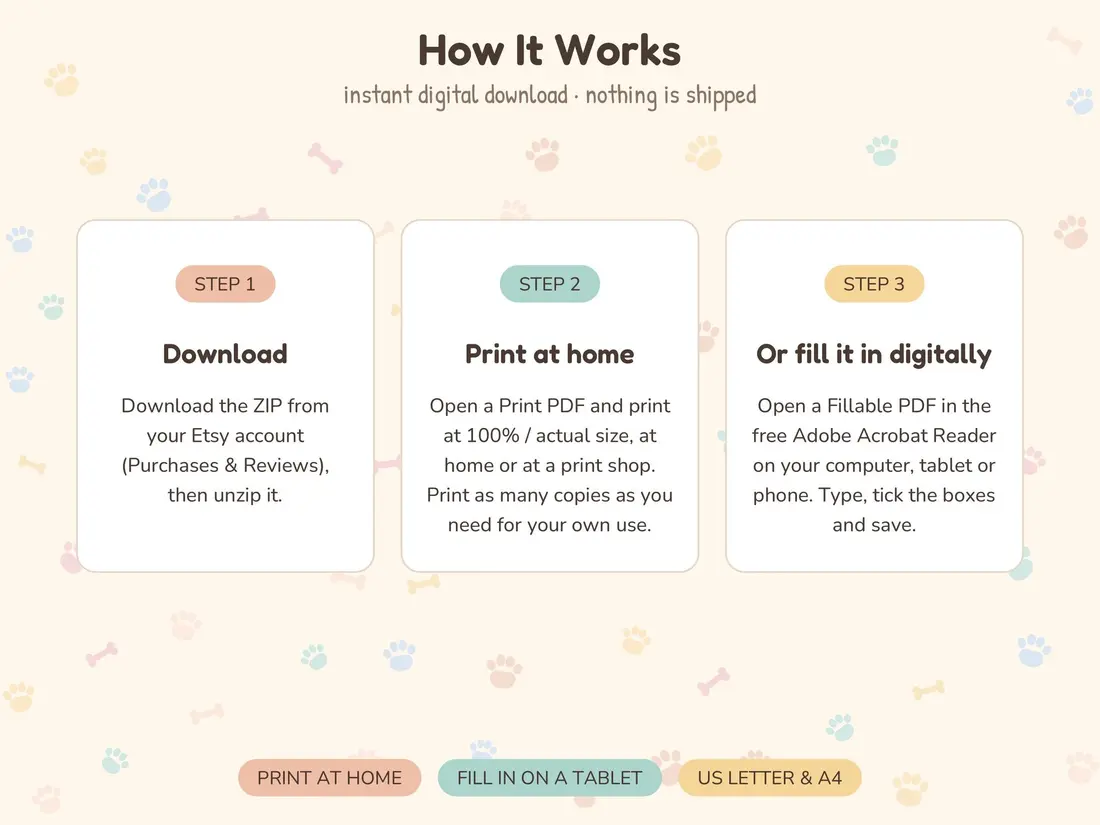 How It Works
instant digital download · nothing is shipped
STEP 1
Download
Download the ZIP from
your Etsy account
(Purchases & Reviews),
then unzip it.
STEP 2
Print at home
Open a Print PDF and print
at 100% / actual size, at
home or at a print shop.
Print as many copies as you
need for your own use.
STEP 3
Or fill it in digitally
Open a Fillable PDF in the
free Adobe Acrobat Reader
on your computer, tablet or
phone. Type, tick the boxes
and save.
PRINT AT HOME
FILL IN ON A TABLET
US LETTER & A4